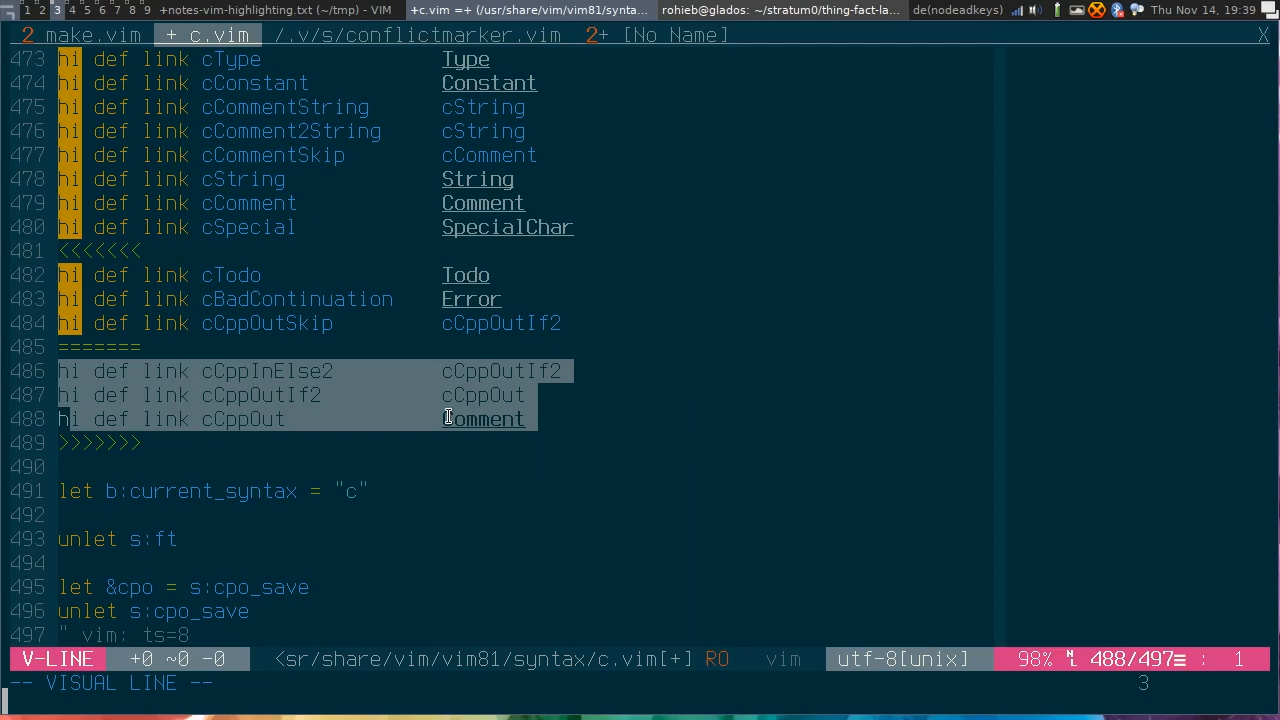 1 2 3 4 5 6 7 8 9 +notes-vim-highlighting.txt (~/tmp) - VIM +c.vim =+ (/usr/share/vim/vim81/synta... rohieb@glados: ~/stratum0/thing-fact-la... de(nodeadkeys) Thu Nov 14, 19:39
2 make.vim + c.vim /.v/s/conflictmarker.vim 2+ [No Name] X
473 hi def link cType Type
474 hi def link cConstant Constant
475 hi def link cCommentString cString
476 hi def link cComment2String cString
477 hi def link cCommentSkip cComment
478 hi def link cString String
479 hi def link cComment Comment
480 hi def link cSpecial SpecialChar
481 <<<<<<<
482 hi def link cTodo Todo
483 hi def link cBadContinuation Error
484 hi def link cCppOutSkip cCppOutIf2
485 =======
486 hi def link cCppInElse2 cCppOutIf2
487 hi def link cCppOutIf2 cCppOut
488 hi def link cCppOut Comment
489 >>>>>>>
490
491 let b:current_syntax = "c"
492
493 unlet s:ft
494
495 let &cpo = s:cpo_save
496 unlet s:cpo_save
497 " vim: ts=8
V-LINE +0 ~0 -0 <sr/share/vim/vim81/syntax/c.vim[+] RO vim utf-8[unix] 98% ␤ 488/497≡ : 1
-- VISUAL LINE -- 3